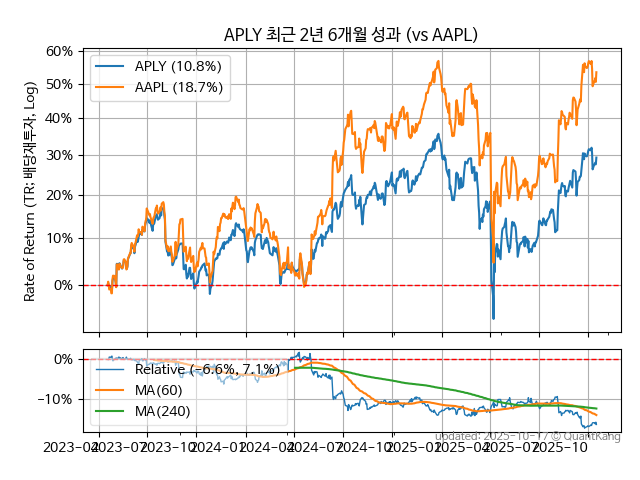 APLY 최근 2년 6개월 성과 (vs AAPL)
60%
50%
40%
30%
20%
10%
0%
Rate of Return (TR: 배당재투자, Log)
APLY (10.8%)
AAPL (18.7%)
0%
−10%
Relative (−6.6%, 7.1%)
MA(60)
MA(240)
updated: 2025-10-17 © QuantKang
2023-04
2023-07
2023-10
2024-01
2024-04
2024-07
2024-10
2025-01
2025-04
2025-07
2025-10